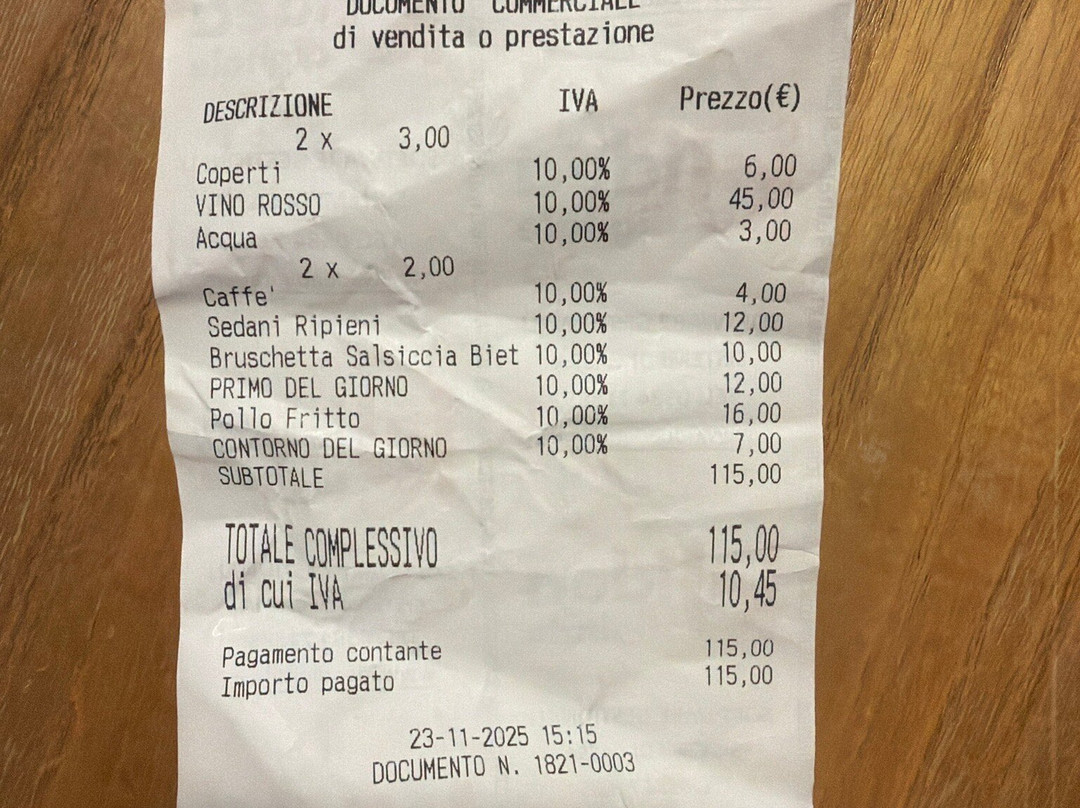 DOCUMENTO COMMERCIALE
di vendita o prestazione
DESCRIZIONE IVA Prezzo(€)
2 x 3,00
Coperti 10,00% 6,00
VINO ROSSO 10,00% 45,00
Acqua 10,00% 3,00
2 x 2,00
Caffe' 10,00% 4,00
Sedani Ripieni 10,00% 12,00
Bruschetta Salsiccia Biet 10,00% 10,00
PRIMO DEL GIORNO 10,00% 12,00
Pollo Fritto 10,00% 16,00
CONTORNO DEL GIORNO 10,00% 7,00
SUBTOTALE 115,00
TOTALE COMPLESSIVO 115,00
di cui IVA 10,45
Pagamento contante 115,00
Importo pagato 115,00
23-11-2025 15:15
DOCUMENTO N. 1821-0003